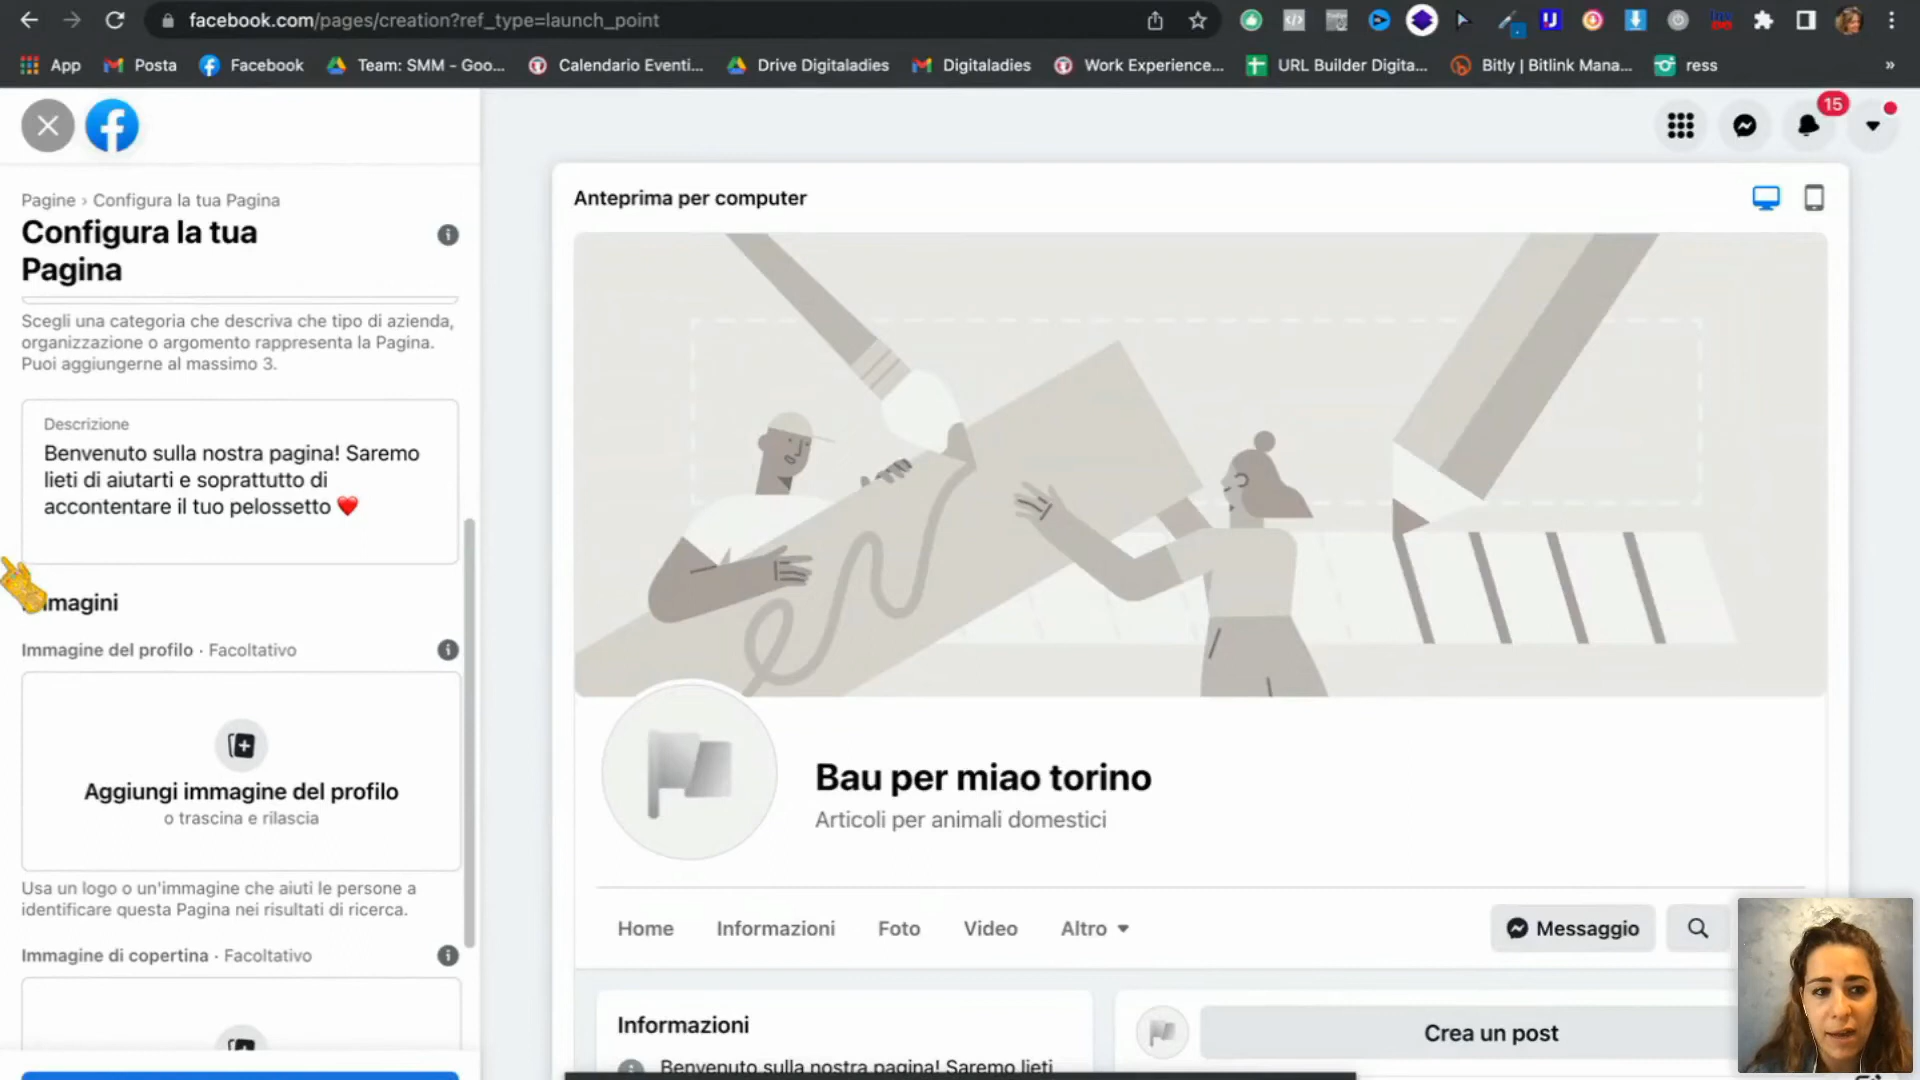 facebook.com/pages/creation?ref_type=launch_point
App
Posta
Facebook
Team: SMM - Goo...
Calendario Eventi...
Drive Digitaladies
Digitaladies
Work Experience...
URL Builder Digita...
Bitly | Bitlink Mana...
ress
»
15
Pagine › Configura la tua Pagina
Configura la tua
Pagina
Scegli una categoria che descriva che tipo di azienda,
organizzazione o argomento rappresenta la Pagina.
Puoi aggiungerne al massimo 3.
Descrizione
Benvenuto sulla nostra pagina! Saremo
lieti di aiutarti e soprattutto di
accontentare il tuo pelossetto ❤️
magini
Immagine del profilo · Facoltativo
Aggiungi immagine del profilo
o trascina e rilascia
Usa un logo o un'immagine che aiuti le persone a
identificare questa Pagina nei risultati di ricerca.
Immagine di copertina · Facoltativo
Anteprima per computer
Bau per miao torino
Articoli per animali domestici
Home
Informazioni
Foto
Video
Altro
Messaggio
Informazioni
Benvenuto sulla nostra pagina! Saremo lieti
Crea un post